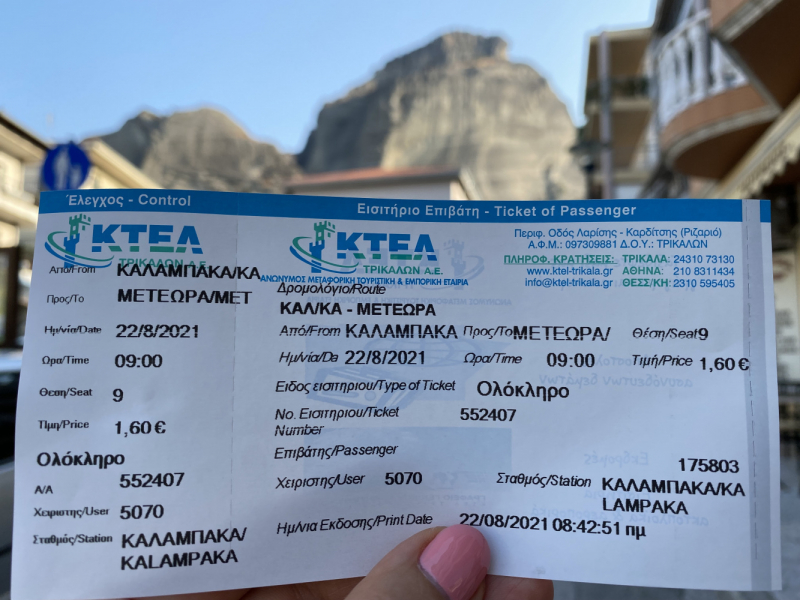 Έλεγχος - Control
ΚΤΕΛ
ΤΡΙΚΑΛΩΝ Α.Ε.
Από/From ΚΑΛΑΜΠΑΚΑ/ΚΑ
Προς/To ΜΕΤΕΩΡΑ/ΜΕΤ
Ημ/νία/Date 22/8/2021
Ωρα/Time 09:00
Θεση/Seat 9
Τιμη/Price 1,60 €
Ολόκληρο
Α/Α 552407
Χειριστης/User 5070
Σταθμός/Station ΚΑΛΑΜΠΑΚΑ/
KALAMPAKA
Εισιτήριο Επιβάτη - Ticket of Passenger
ΚΤΕΛ
ΤΡΙΚΑΛΩΝ Α.Ε.
ΑΝΩΝΥΜΟΣ ΜΕΤΑΦΟΡΙΚΗ ΤΟΥΡΙΣΤΙΚΗ & ΕΜΠΟΡΙΚΗ ΕΤΑΙΡΙΑ
Περιφ. Οδός Λαρίσης - Καρδίτσης (Ριζαριό)
Α.Φ.Μ.: 097309881 Δ.Ο.Υ.: ΤΡΙΚΑΛΩΝ
ΠΛΗΡΟΦ. ΚΡΑΤΗΣΕΙΣ: ΤΡΙΚΑΛΑ: 24310 73130
www.ktel-trikala.gr ΑΘΗΝΑ: 210 8311434
info@ktel-trikala.gr ΘΕΣΣ/ΚΗ: 2310 595405
Δρομολόγιο/Route
ΚΑΛ/ΚΑ - ΜΕΤΕΩΡΑ
Από/From ΚΑΛΑΜΠΑΚΑ Προς/To ΜΕΤΕΩΡΑ/ Θέση/Seat 9
Ημ/νία/Da 22/8/2021 Ωρα/Time 09:00 Τιμή/Price 1,60 €
Ειδος εισιτηριου/Type of Ticket Ολόκληρο
Νο. Εισιτηριου/Ticket 552407
Number
Επιβάτης/Passenger
175803
Χειριστης/User 5070 Σταθμός/Station ΚΑΛΑΜΠΑΚΑ/KA
LAMPAKA
Ημ/νια Εκδοσης/Print Date 22/08/2021 08:42:51 πμ